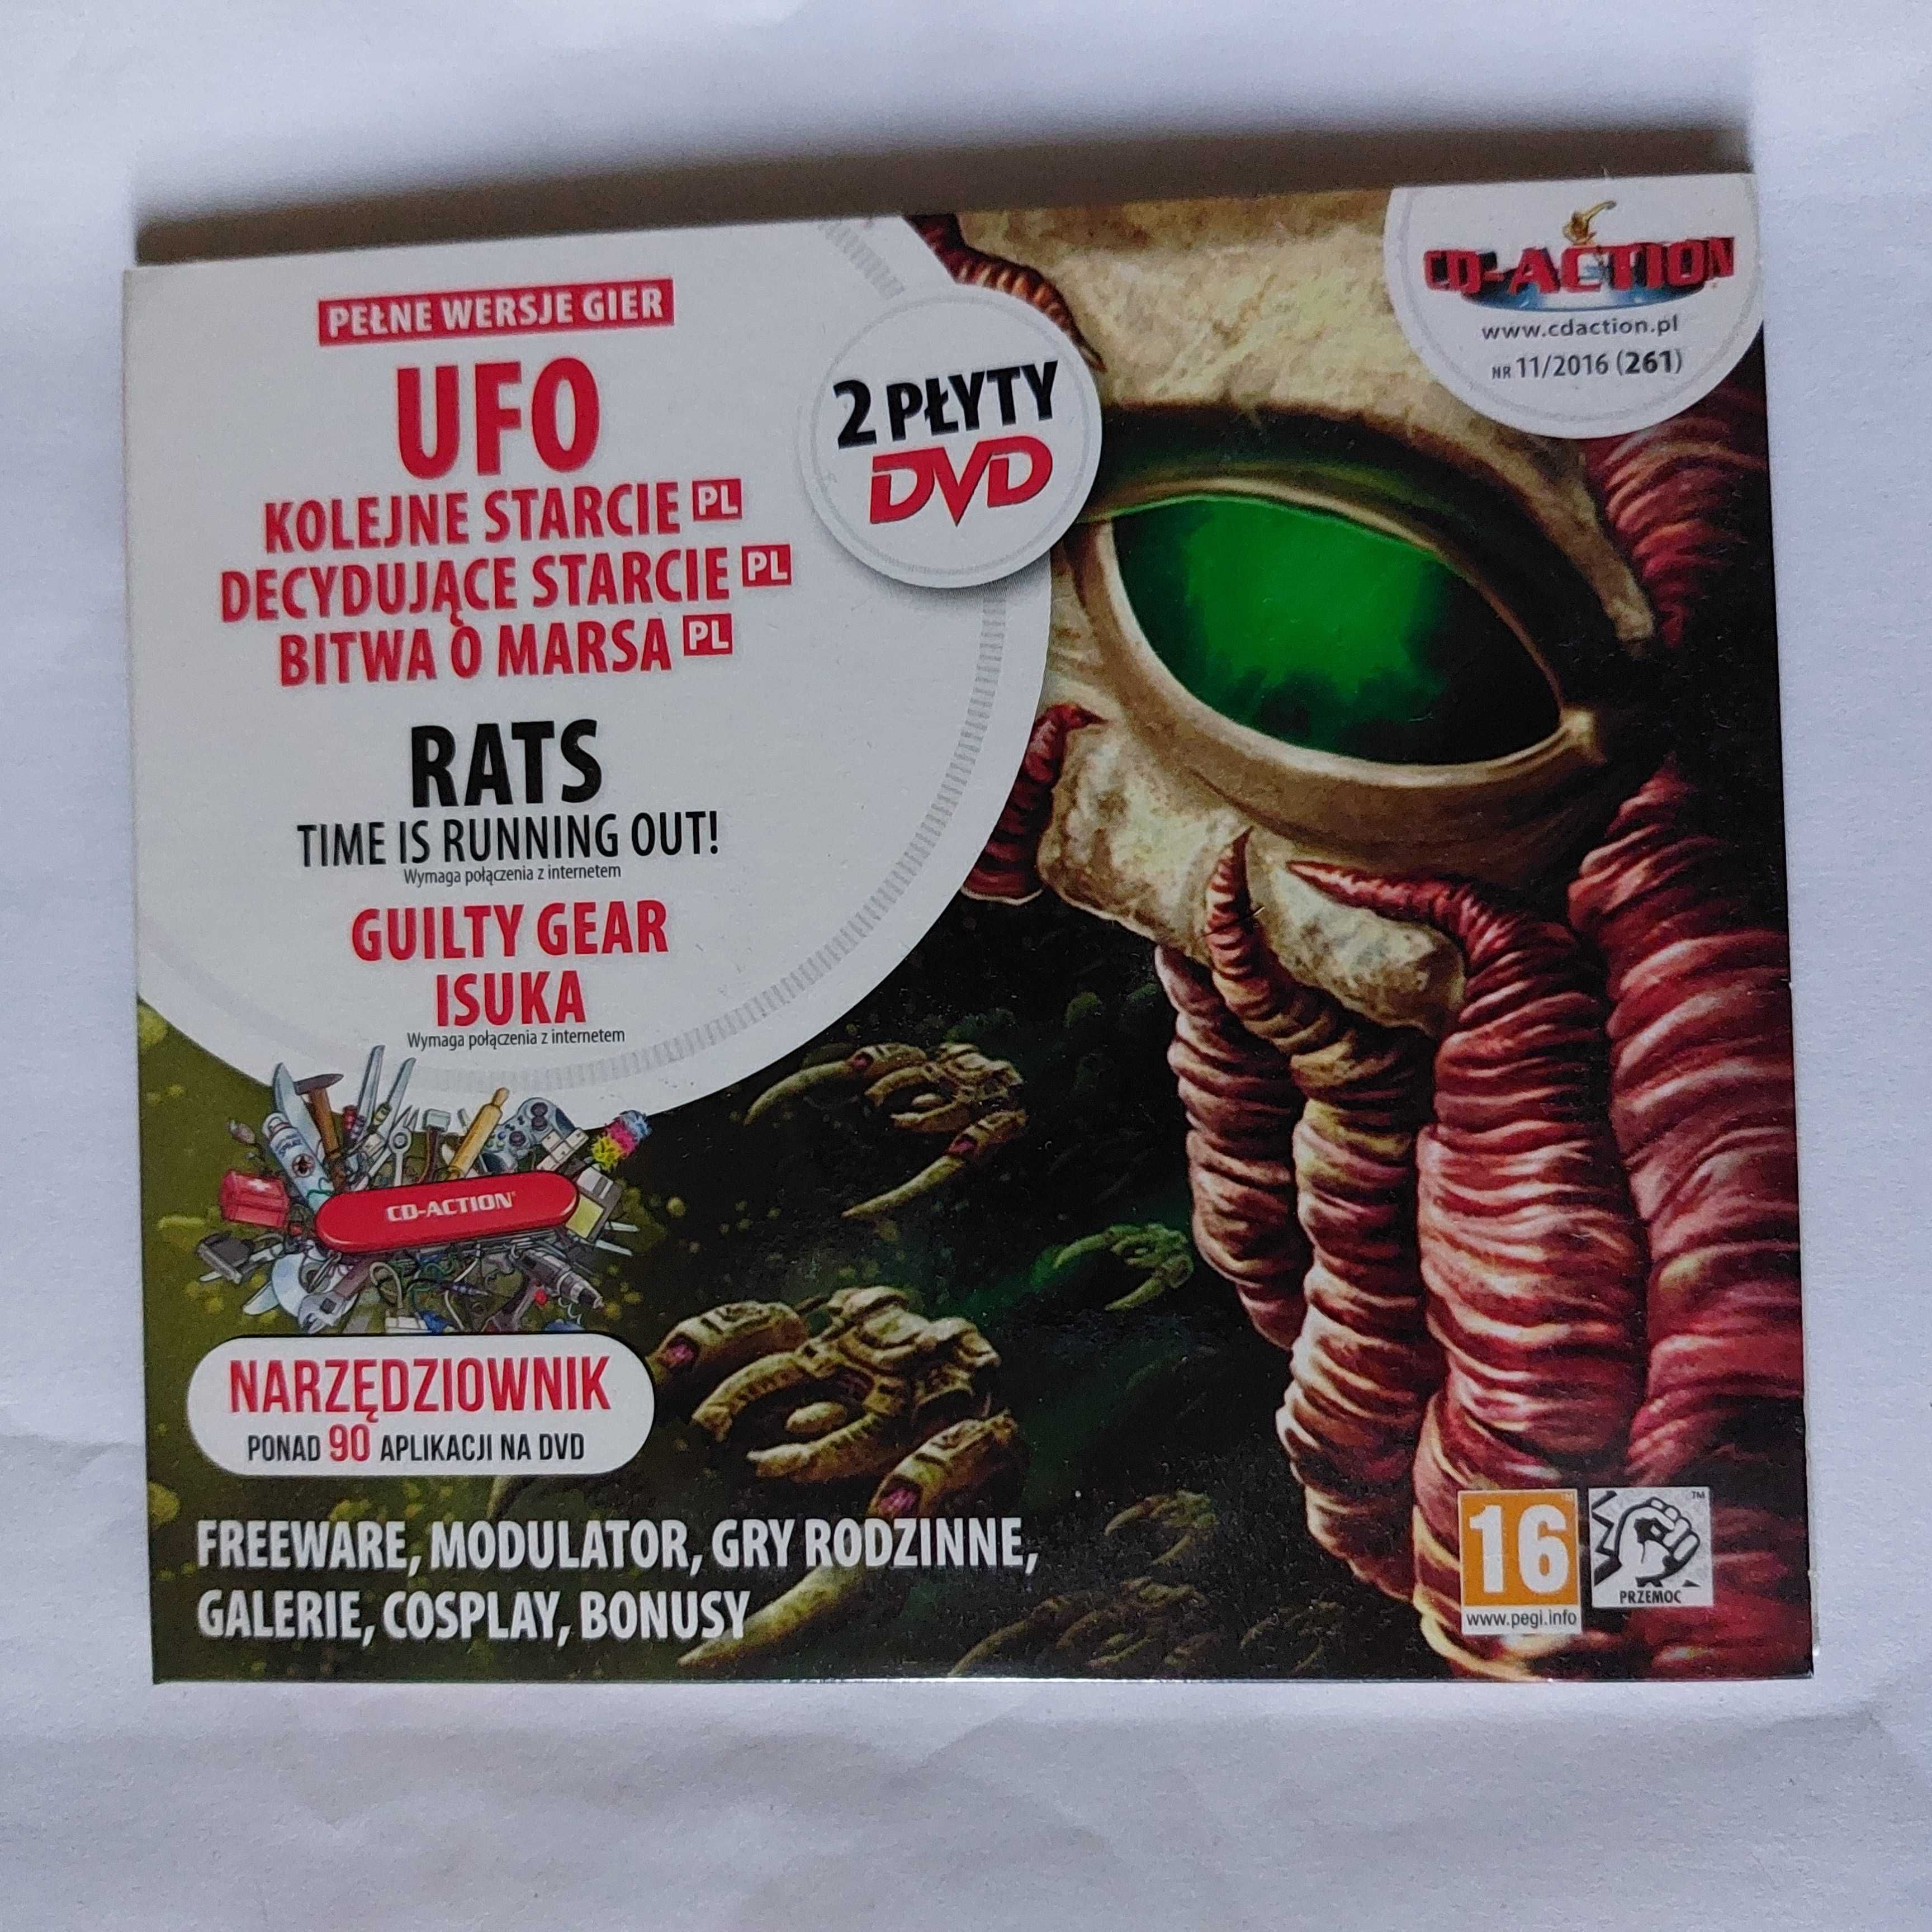 PEŁNE WERSJE GIER
UFO
KOLEJNE STARCIE PL
DECYDUJĄCE STARCIE PL
BITWA O MARSA PL
RATS
TIME IS RUNNING OUT!
Wymaga połączenia z internetem
GUILTY GEAR
ISUKA
Wymaga połączenia z internetem
2 PŁYTY
DVD
CD-ACTION
www.cdaction.pl
NR 11/2016 (261)
CD-ACTION
NARZĘDZIOWNIK
PONAD 90 APLIKACJI NA DVD
FREEWARE, MODULATOR, GRY RODZINNE,
GALERIE, COSPLAY, BONUSY
16 ™
www.pegi.info
™
PRZEMOC